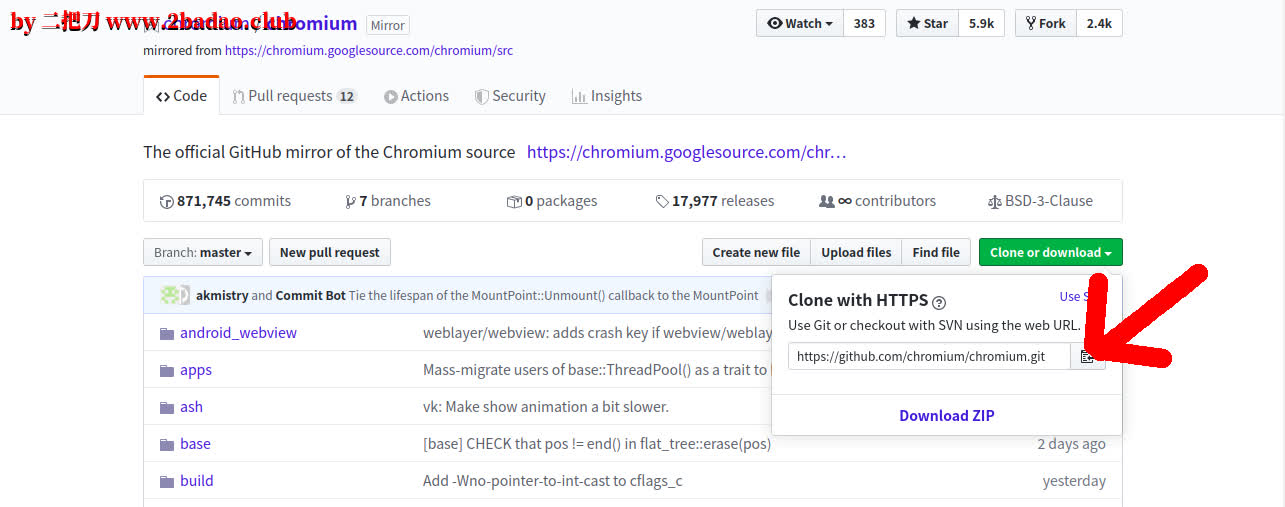 by 二把刀 www.2badao.club
chromium Mirror
Watch 383 Star 5.9k Fork 2.4k
mirrored from https://chromium.googlesource.com/chromium/src
Code Pull requests 12 Actions Security Insights
The official GitHub mirror of the Chromium source https://chromium.googlesource.com/chr…
871,745 commits 7 branches 0 packages 17,977 releases ∞ contributors BSD-3-Clause
Branch: master New pull request Create new file Upload files Find file Clone or download
akmistry and Commit Bot Tie the lifespan of the MountPoint::Unmount() callback to the MountPoint
Clone with HTTPS ?
Use
Use Git or checkout with SVN using the web URL.
https://github.com/chromium/chromium.git
Download ZIP
android_webview weblayer/webview: adds crash key if webview/weblay
apps Mass-migrate users of base::ThreadPool() as a trait to
ash vk: Make show animation a bit slower.
base [base] CHECK that pos != end() in flat_tree::erase(pos) 2 days ago
build Add -Wno-pointer-to-int-cast to cflags_c yesterday